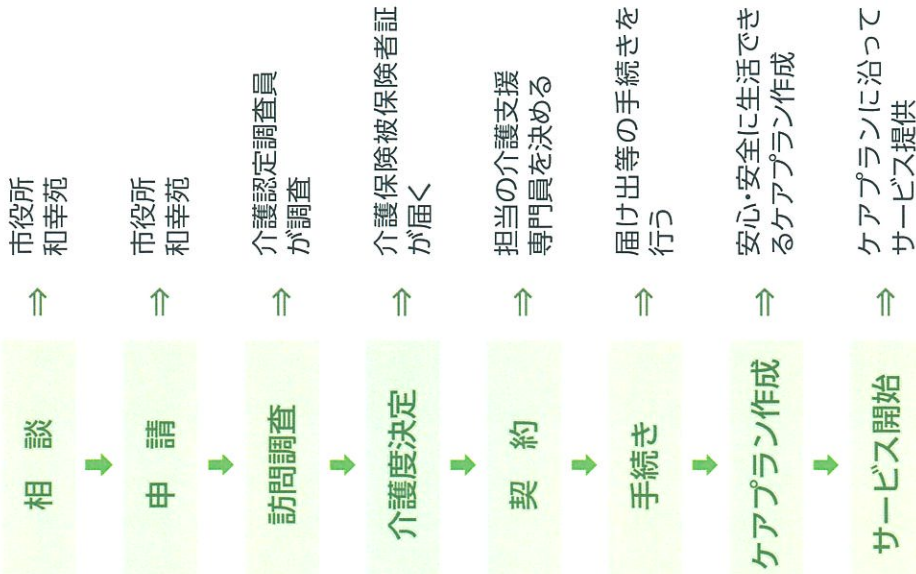 相　談
⇒
市役所
和幸苑
申　請
⇒
市役所
和幸苑
訪問調査
⇒
介護認定調査員
が調査
介護度決定
⇒
介護保険被保険者証
が届く
契　約
⇒
担当の介護支援
専門員を決める
手続き
⇒
届け出等の手続きを
行う
ケアプラン作成
⇒
安心・安全に生活でき
るケアプラン作成
サービス開始
⇒
ケアプランに沿って
サービス提供